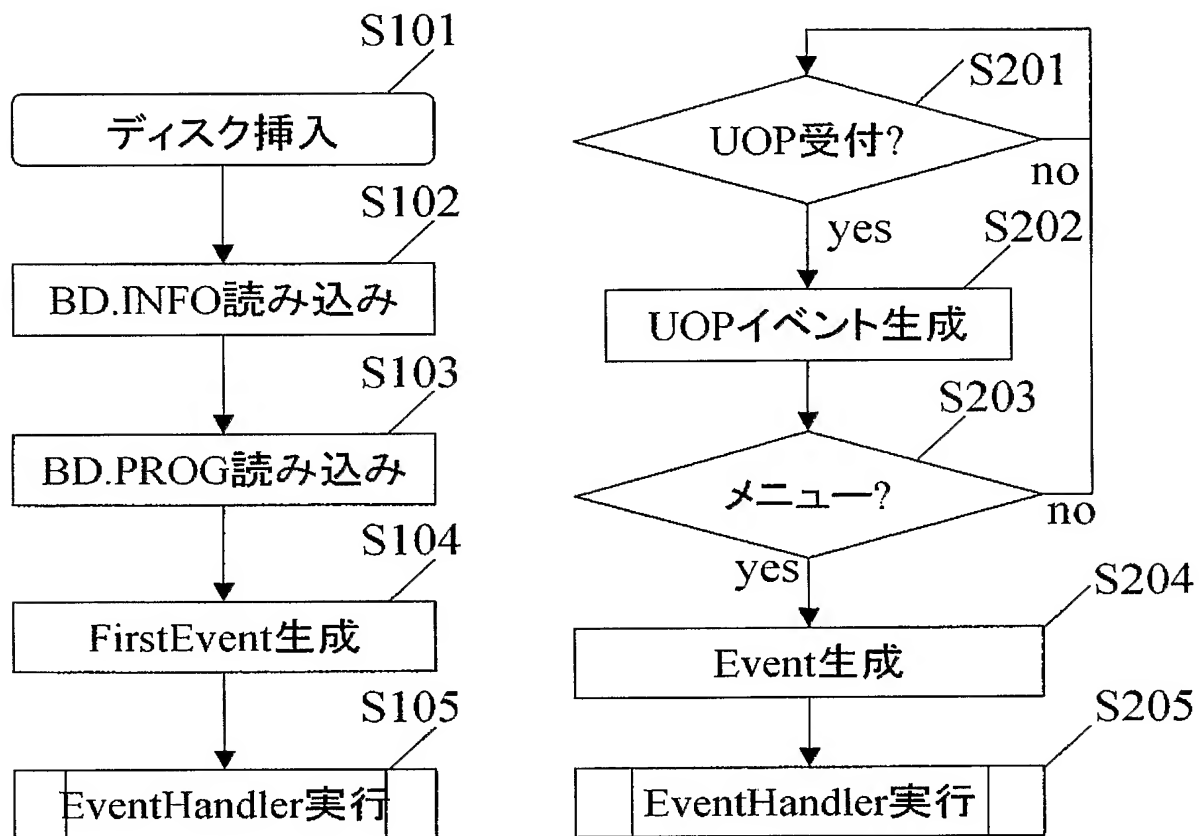 S101
ディスク挿入
S102
BD.INFO読み込み
S103
BD.PROG読み込み
S104
FirstEvent生成
S105
EventHandler実行
S201
UOP受付?
no
yes
S202
UOPイベント生成
S203
メニュー?
no
yes
S204
Event生成
S205
EventHandler実行